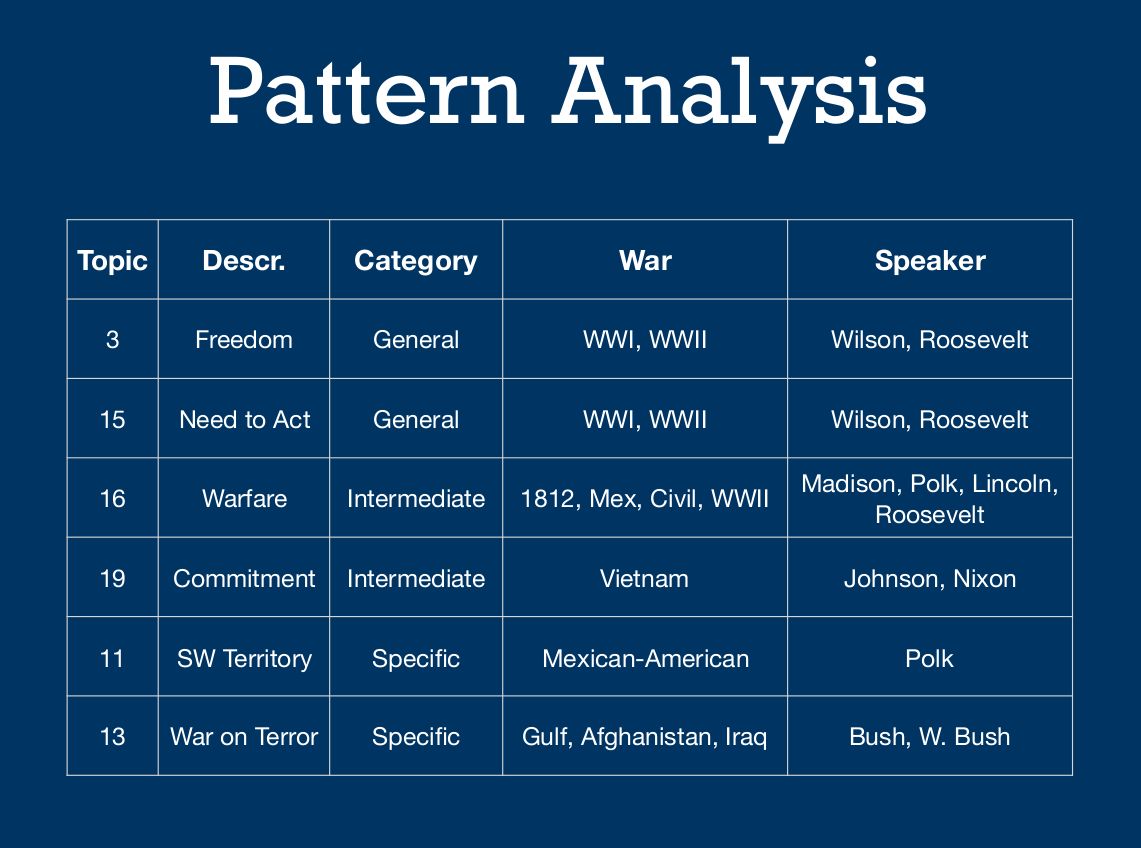 Pattern Analysis
Topic Descr. Category War Speaker
3 Freedom General WWI, WWII Wilson, Roosevelt
15 Need to Act General WWI, WWII Wilson, Roosevelt
16 Warfare Intermediate 1812, Mex, Civil, WWII Madison, Polk, Lincoln,
Roosevelt
19 Commitment Intermediate Vietnam Johnson, Nixon
11 SW Territory Specific Mexican-American Polk
13 War on Terror Specific Gulf, Afghanistan, Iraq Bush, W. Bush